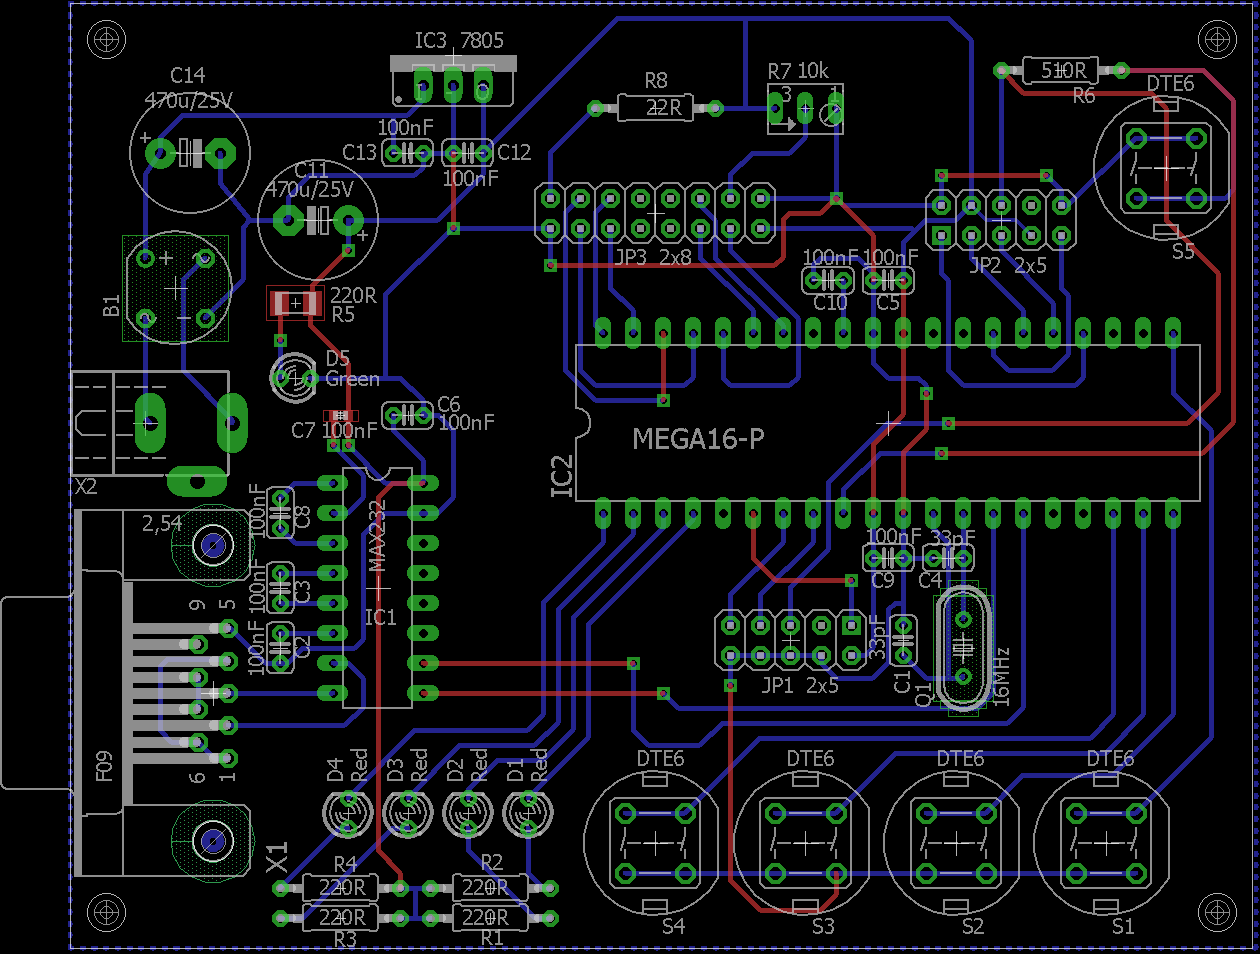 IC3 7805
C14
470u/25V
+
100nF
C13
C12
100nF
C11
470u/25V
+
R8
22R
R7 10k
3
1
510R
R6
DTE6
S5
JP3 2x8
JP2 2x5
100nF
C10
100nF
C5
B1
+
220R
R5
D5
Green
C7 100nF
C6
100nF
X2
MEGA16-P
IC2
2,54
100nF
C8
MAX232
IC1
100nF
C3
100nF
C2
9
5
6
1
F09
X1
100nF
C9
33pF
C4
33pF
C1
Q1
16MHz
JP1 2x5
D4
Red
D3
Red
D2
Red
D1
Red
R4
220R
R2
220R
220R
R3
220R
R1
DTE6
S4
DTE6
S3
DTE6
S2
DTE6
S1